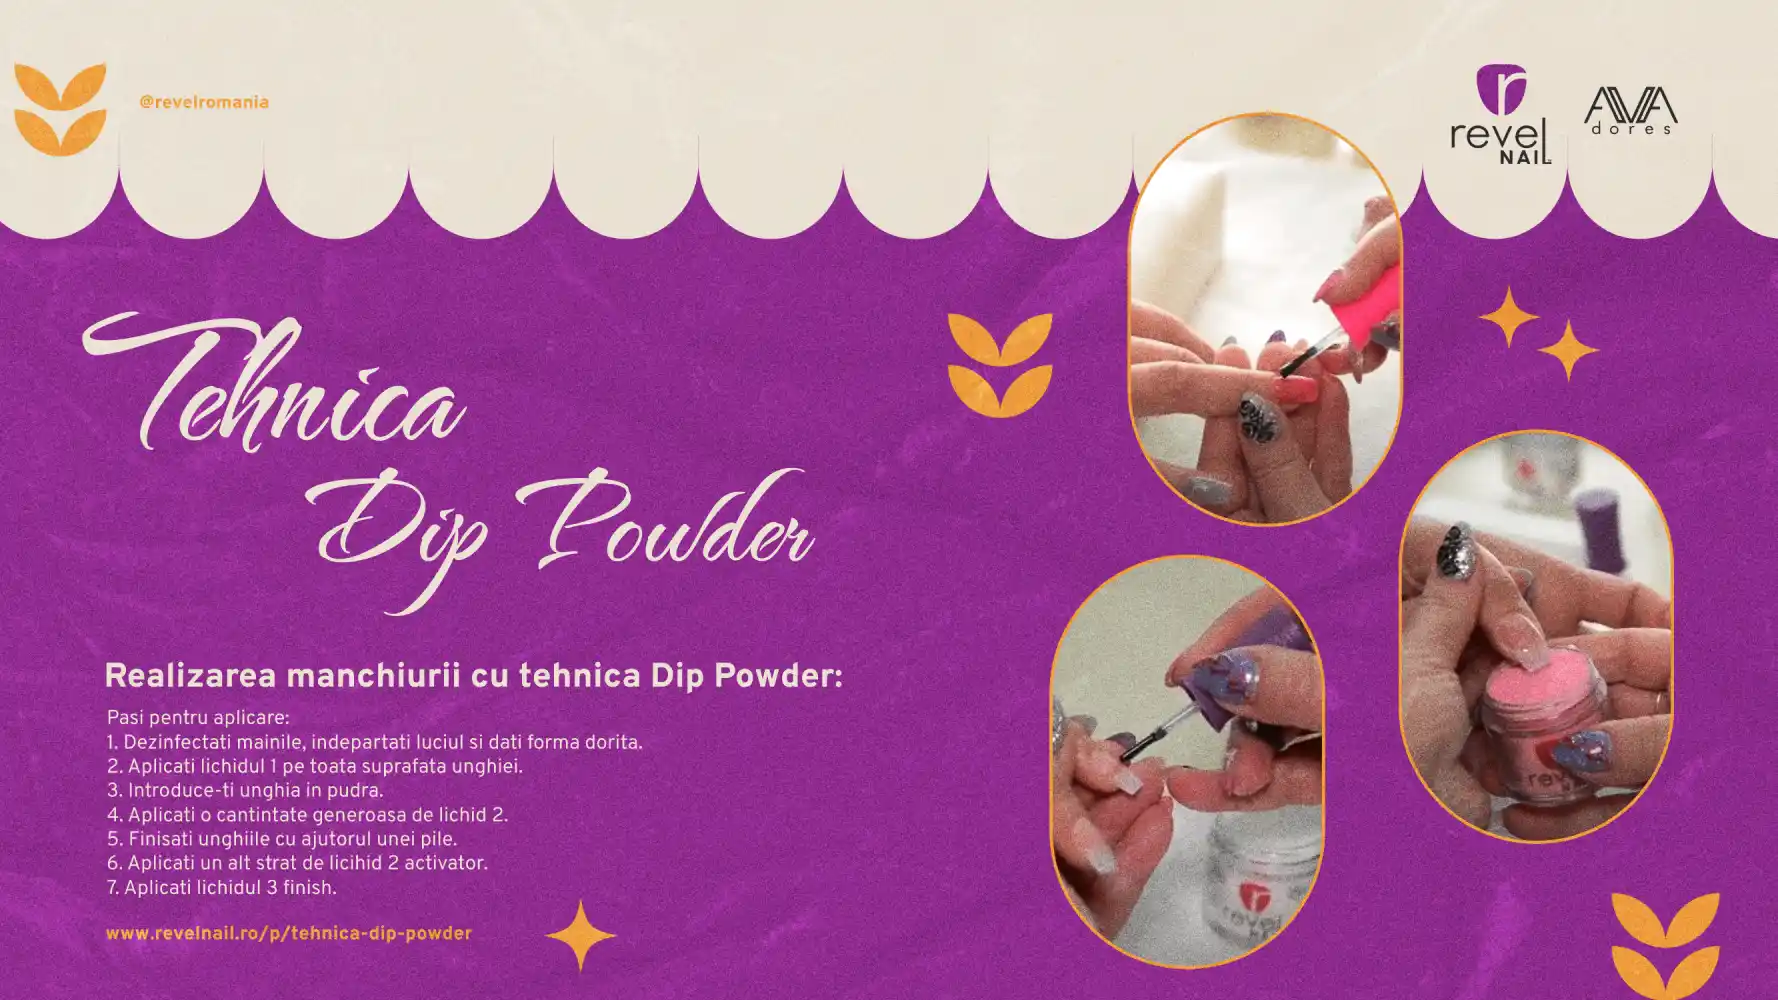 @revelromania
revel
NAIL
AVA
dores
Tehnica
Dip Powder
Realizarea manchiurii cu tehnica Dip Powder:
Pasi pentru aplicare:
1. Dezinfectati mainile, indepartati luciul si dati forma dorita.
2. Aplicati lichidul 1 pe toata suprafata unghiei.
3. Introduce-ti unghia in pudra.
4. Aplicati o cantintate generoasa de lichid 2.
5. Finisati unghiile cu ajutorul unei pile.
6. Aplicati un alt strat de licihid 2 activator.
7. Aplicati lichidul 3 finish.
www.revelnail.ro/p/tehnica-dip-powder
revel